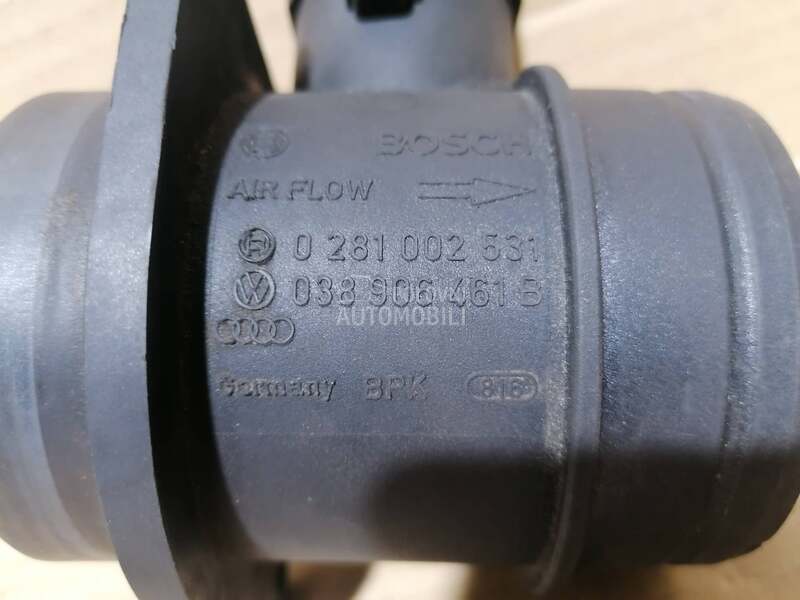 BOSCH
AIR FLOW
0 281 002 531
038 906 461 B
AUTOMOBILI
Germany BPK 816